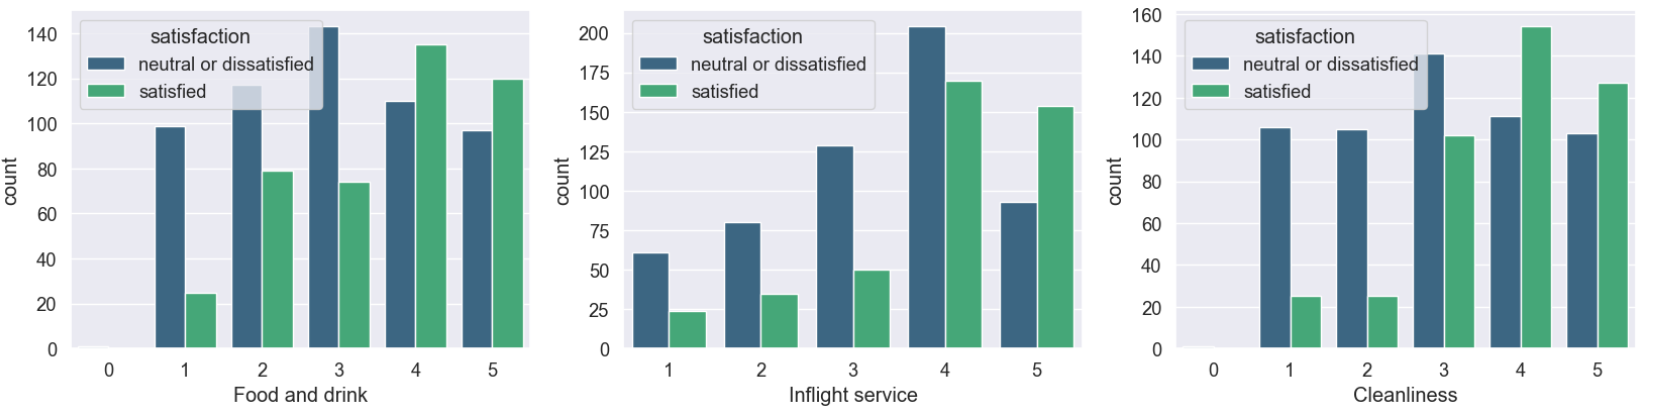 satisfaction
neutral or dissatisfied
satisfied
140
120
100
80
60
40
20
0
count
0 1 2 3 4 5
Food and drink
satisfaction
neutral or dissatisfied
satisfied
200
175
150
125
100
75
50
25
0
count
1 2 3 4 5
Inflight service
satisfaction
neutral or dissatisfied
satisfied
160
140
120
100
80
60
40
20
0
count
0 1 2 3 4 5
Cleanliness